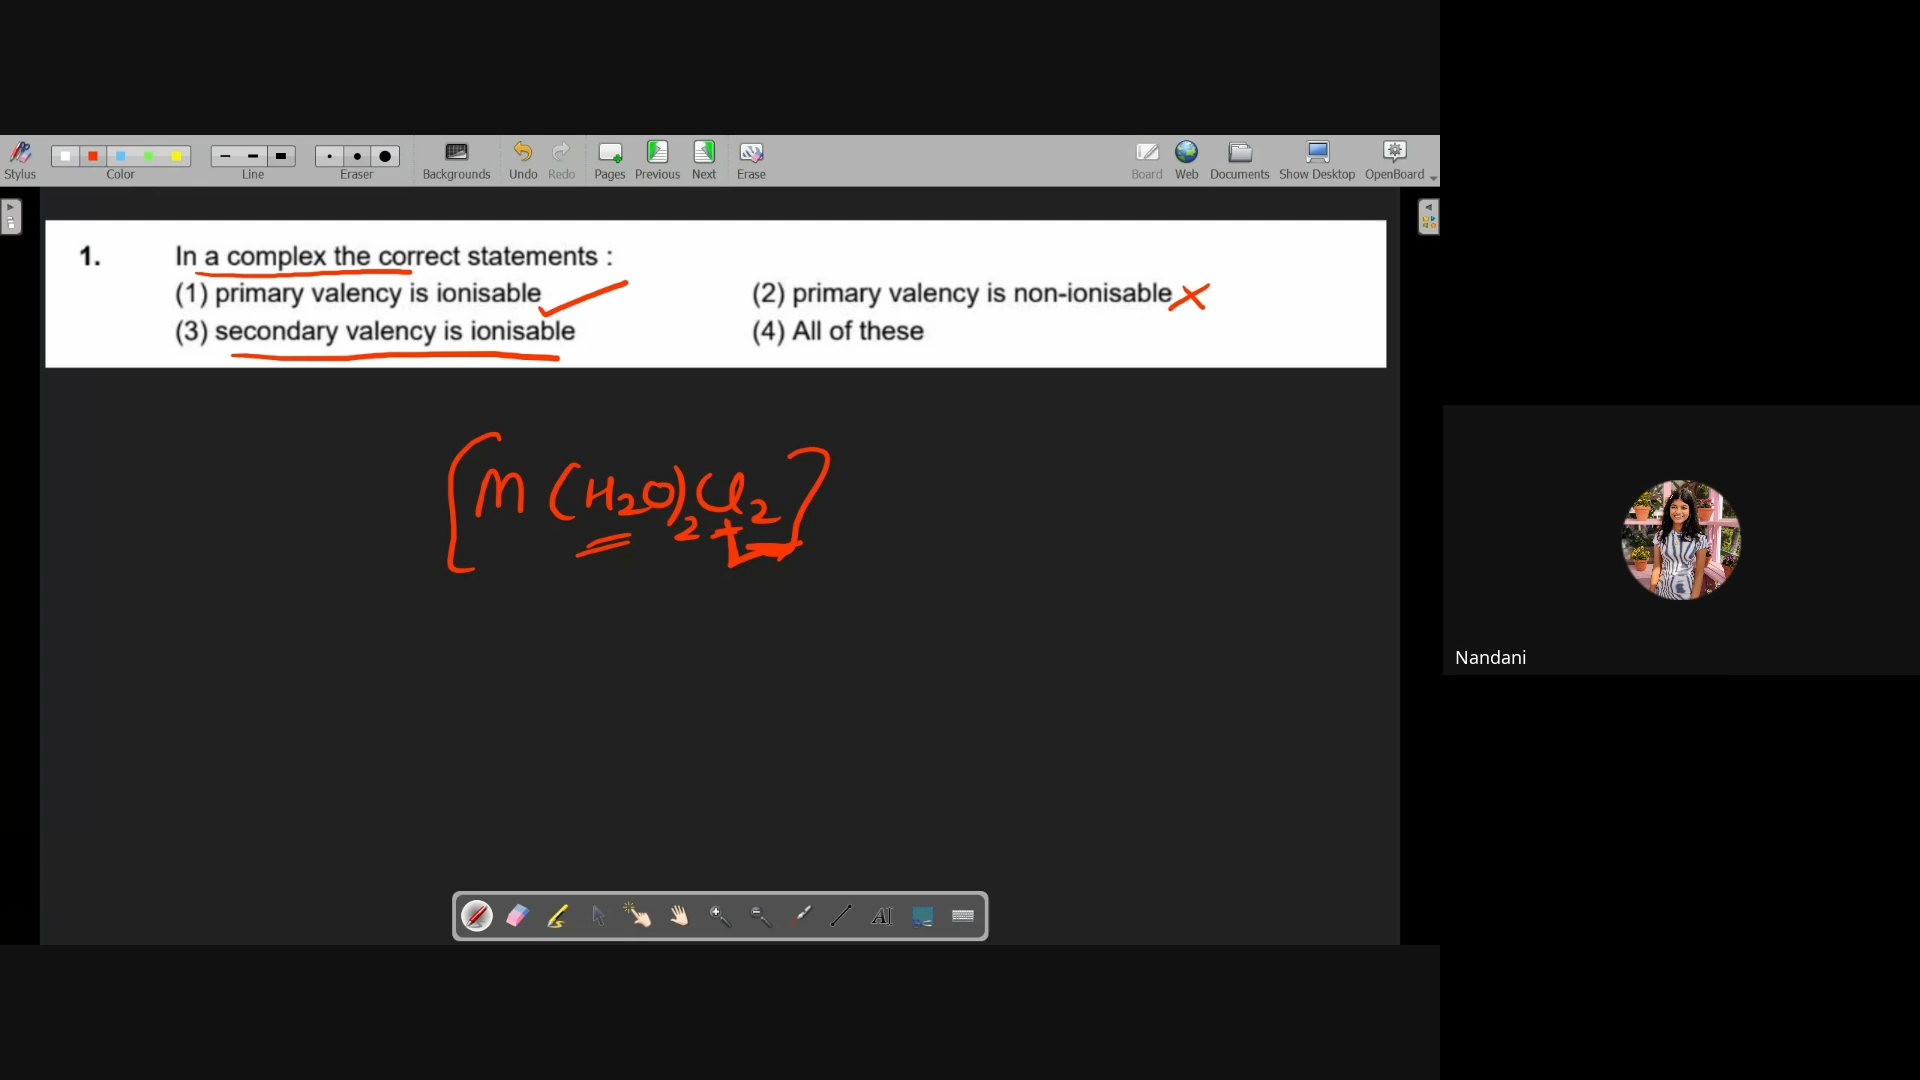 Stylus Color Line Eraser Backgrounds Undo Redo Pages Previous Next Erase Board Web Documents Show Desktop OpenBoard
1. In a complex the correct statements :
(1) primary valency is ionisable (2) primary valency is non-ionisable
(3) secondary valency is ionisable (4) All of these
[M(H2O)2Cl2]
Nandani